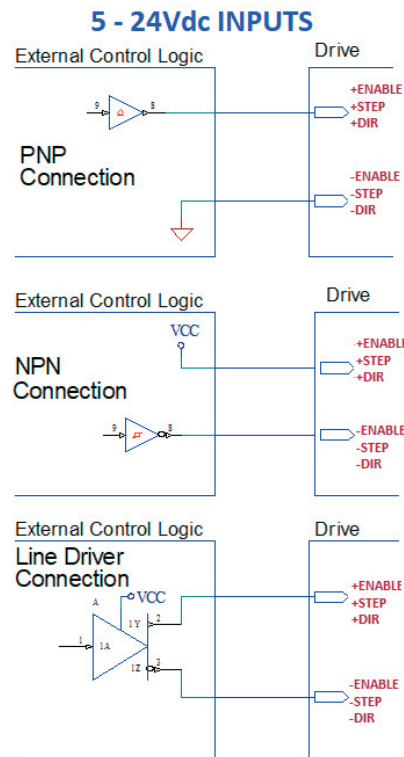 5 - 24Vdc INPUTS
External Control Logic
Drive
9
8
+ENABLE
+STEP
+DIR
PNP
Connection
-ENABLE
-STEP
-DIR
External Control Logic
Drive
VCC
NPN
Connection
+ENABLE
+STEP
+DIR
9
8
-ENABLE
-STEP
-DIR
External Control Logic
Drive
Line Driver
Connection
A
VCC
1Y
2
1
1A
1Z
3
+ENABLE
+STEP
+DIR
-ENABLE
-STEP
-DIR